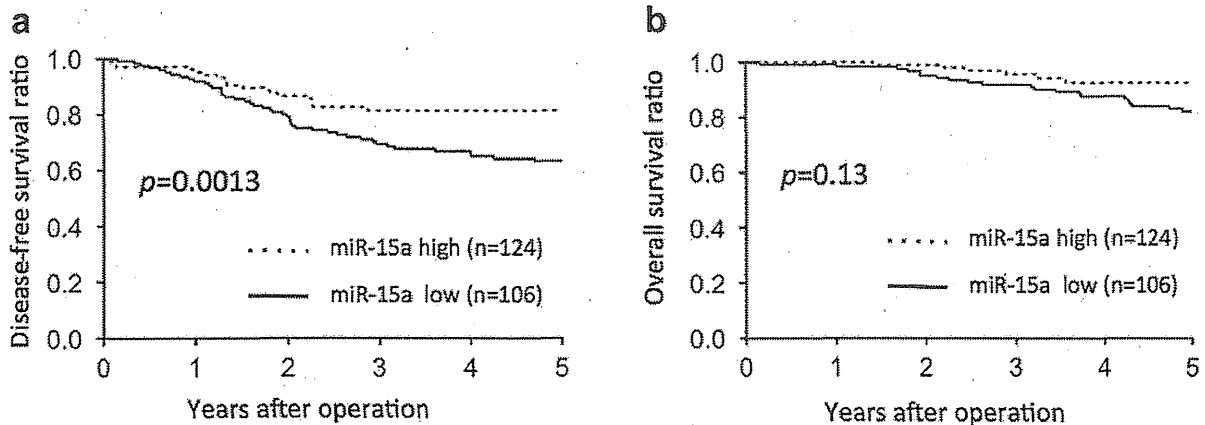 a
Disease-free survival ratio
1.0
0.8
0.6
0.4
0.2
0.0
p=0.0013
miR-15a high (n=124)
miR-15a low (n=106)
0 1 2 3 4 5
Years after operation
b
Overall survival ratio
1.0
0.8
0.6
0.4
0.2
0.0
p=0.13
miR-15a high (n=124)
miR-15a low (n=106)
0 1 2 3 4 5
Years after operation